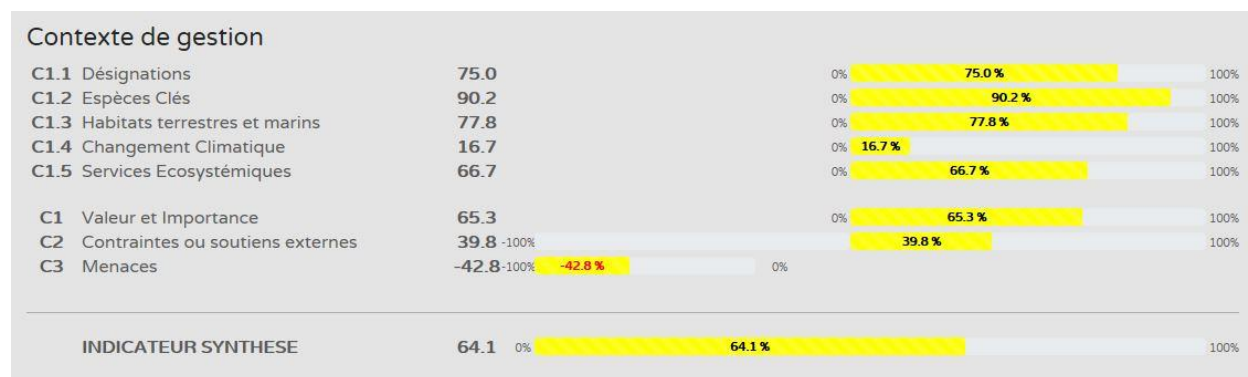 Contexte de gestion
C1.1 Désignations 75.0 0% 75.0 % 100%
C1.2 Espèces Clés 90.2 0% 90.2 % 100%
C1.3 Habitats terrestres et marins 77.8 0% 77.8 % 100%
C1.4 Changement Climatique 16.7 0% 16.7 % 100%
C1.5 Services Ecosystémiques 66.7 0% 66.7 % 100%
C1 Valeur et Importance 65.3 0% 65.3 % 100%
C2 Contraintes ou soutiens externes 39.8 -100% 39.8 % 100%
C3 Menaces -42.8 -100% -42.8 % 0%
INDICATEUR SYNTHESE 64.1 0% 64.1 % 100%